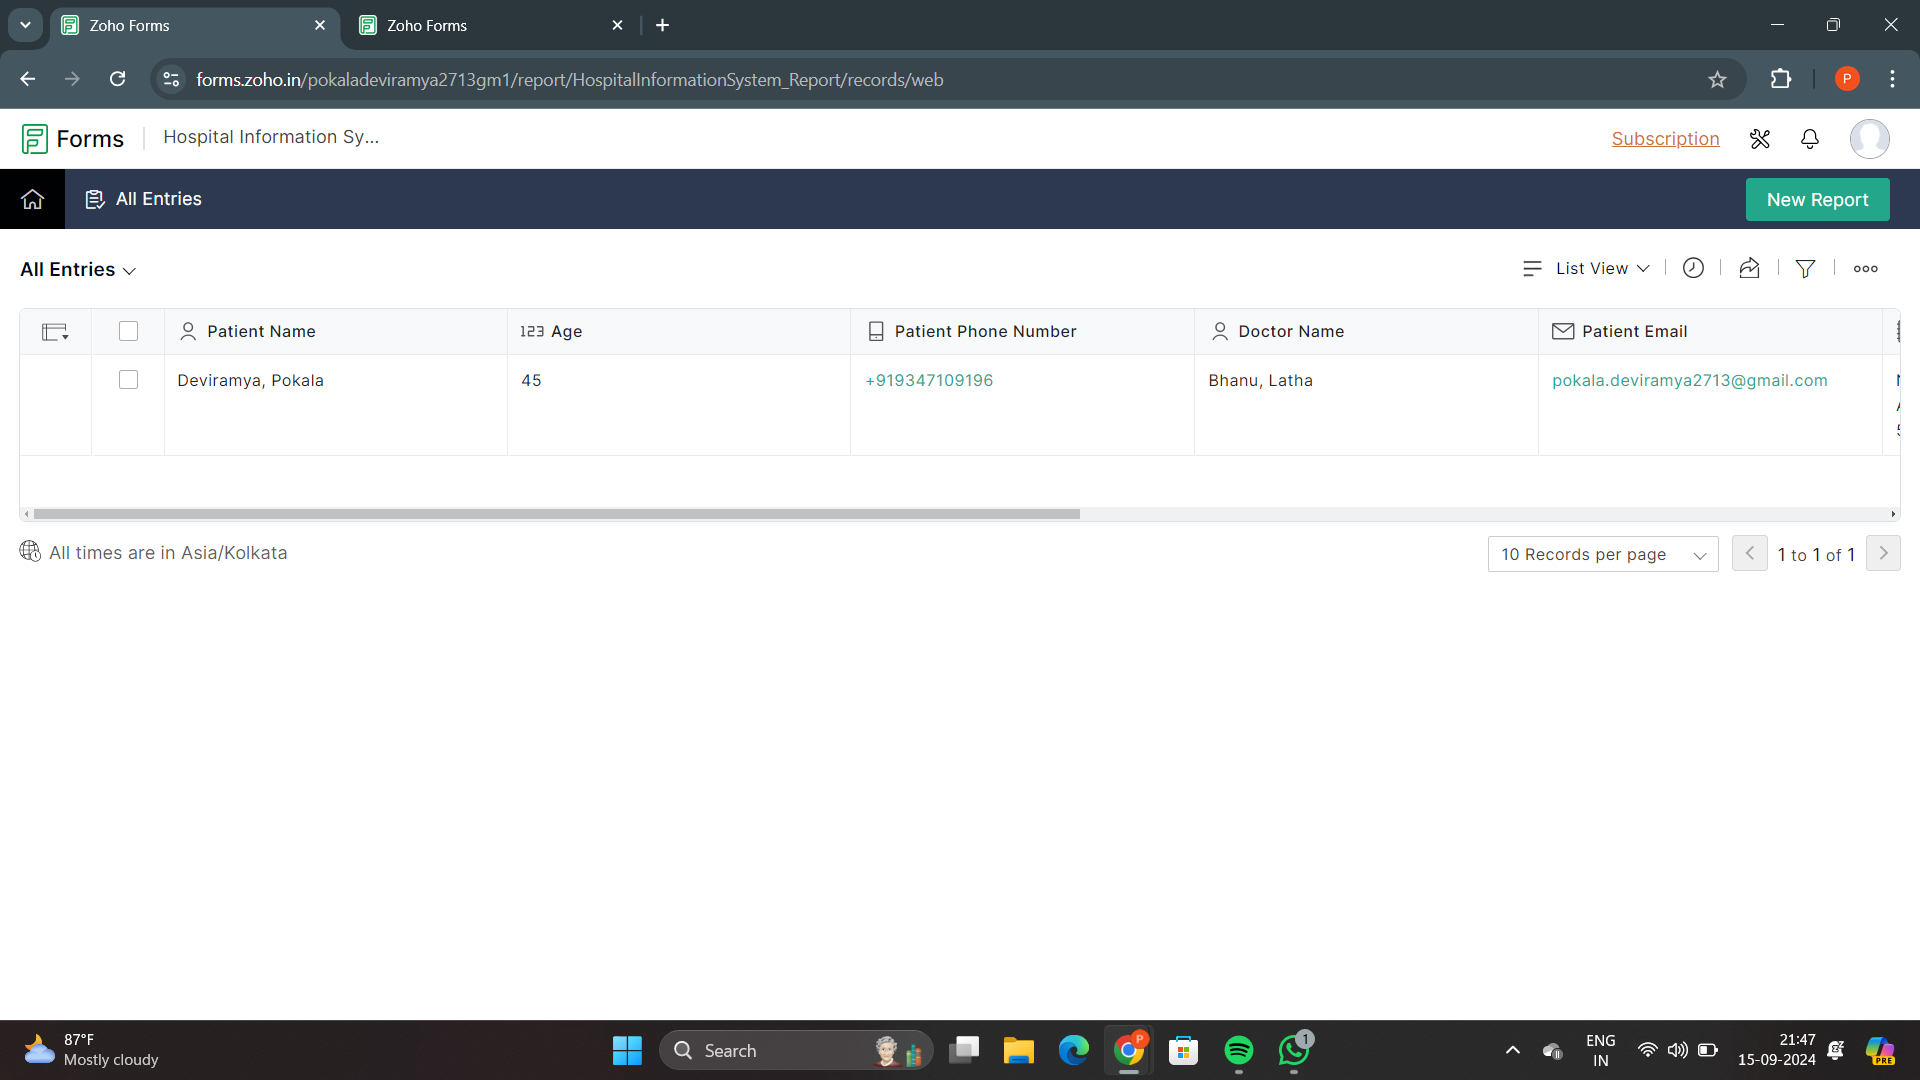 Zoho Forms
Zoho Forms
forms.zoho.in/pokaladeviramya2713gm1/report/HospitalInformationSystem_Report/records/web
P
Forms
Hospital Information Sy...
Subscription
All Entries
New Report
All Entries
List View
Patient Name
123 Age
Patient Phone Number
Doctor Name
Patient Email
Deviramya, Pokala
45
+919347109196
Bhanu, Latha
pokala.deviramya2713@gmail.com
All times are in Asia/Kolkata
10 Records per page
1 to 1 of 1
87°F
Mostly cloudy
Search
P
1
ENG
IN
21:47
15-09-2024
PRE